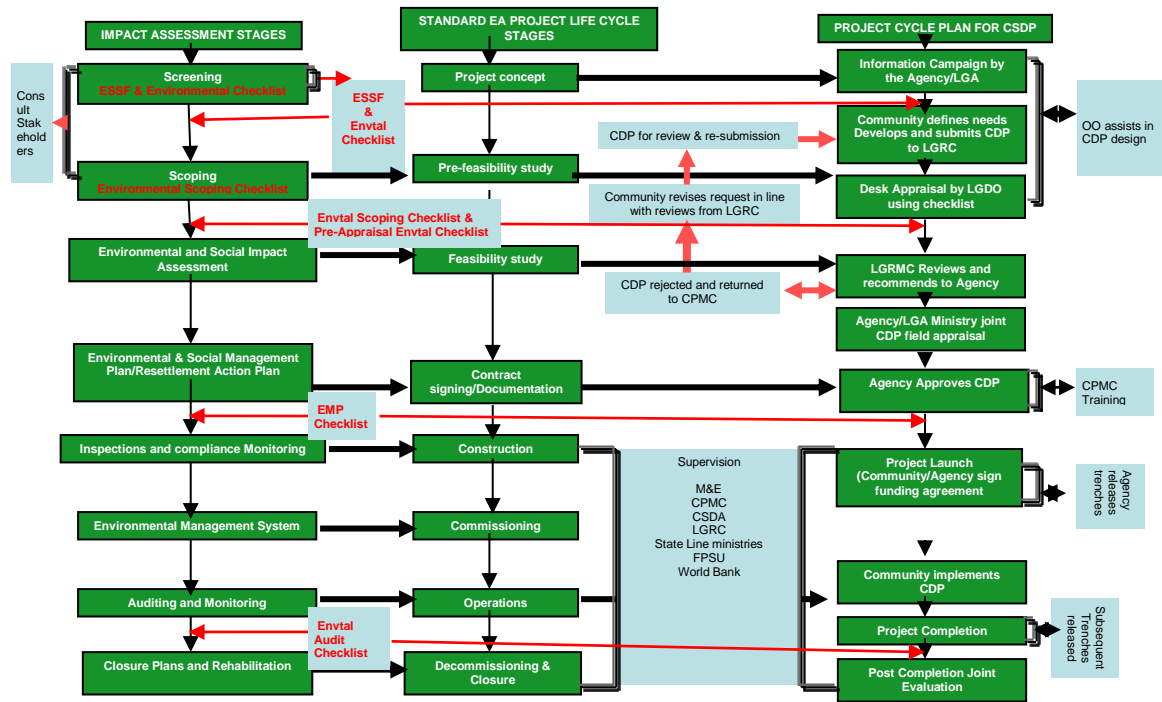 IMPACT ASSESSMENT STAGES
STANDARD EA PROJECT LIFE CYCLE
STAGES
PROJECT CYCLE PLAN FOR CSDP
Cons
ult
Stak
ehold
ers
Screening
ESSF & Environmental Checklist
ESSF
&
Envtal
Checklist
Scoping
Environmental Scoping Checklist
Envtal Scoping Checklist &
Pre-Appraisal Envtal Checklist
Environmental and Social Impact
Assessment
Environmental & Social Management
Plan/Resettlement Action Plan
EMP
Checklist
Inspections and compliance Monitoring
Environmental Management System
Auditing and Monitoring
Envtal
Audit
Checklist
Closure Plans and Rehabilitation
Project concept
Pre-feasibility study
Feasibility study
Contract
signing/Documentation
Construction
Commissioning
Operations
Decommissioning &
Closure
CDP for review & re-submission
Community revises request in line
with reviews from LGRC
CDP rejected and returned
to CPMC
Supervision
M&E
CPMC
CSDA
LGRC
State Line ministries
FPSU
World Bank
Information Campaign by
the Agency/LGA
Community defines needs
Develops and submits CDP
to LGRC
Desk Appraisal by LGDO
using checklist
LGRMC Reviews and
recommends to Agency
Agency/LGA Ministry joint
CDP field appraisal
Agency Approves CDP
Project Launch
(Community/Agency sign
funding agreement
Community implements
CDP
Project Completion
Post Completion Joint
Evaluation
OO assists in
CDP design
CPMC
Training
Agency
releases
trenches
Subsequent
Trenches
released